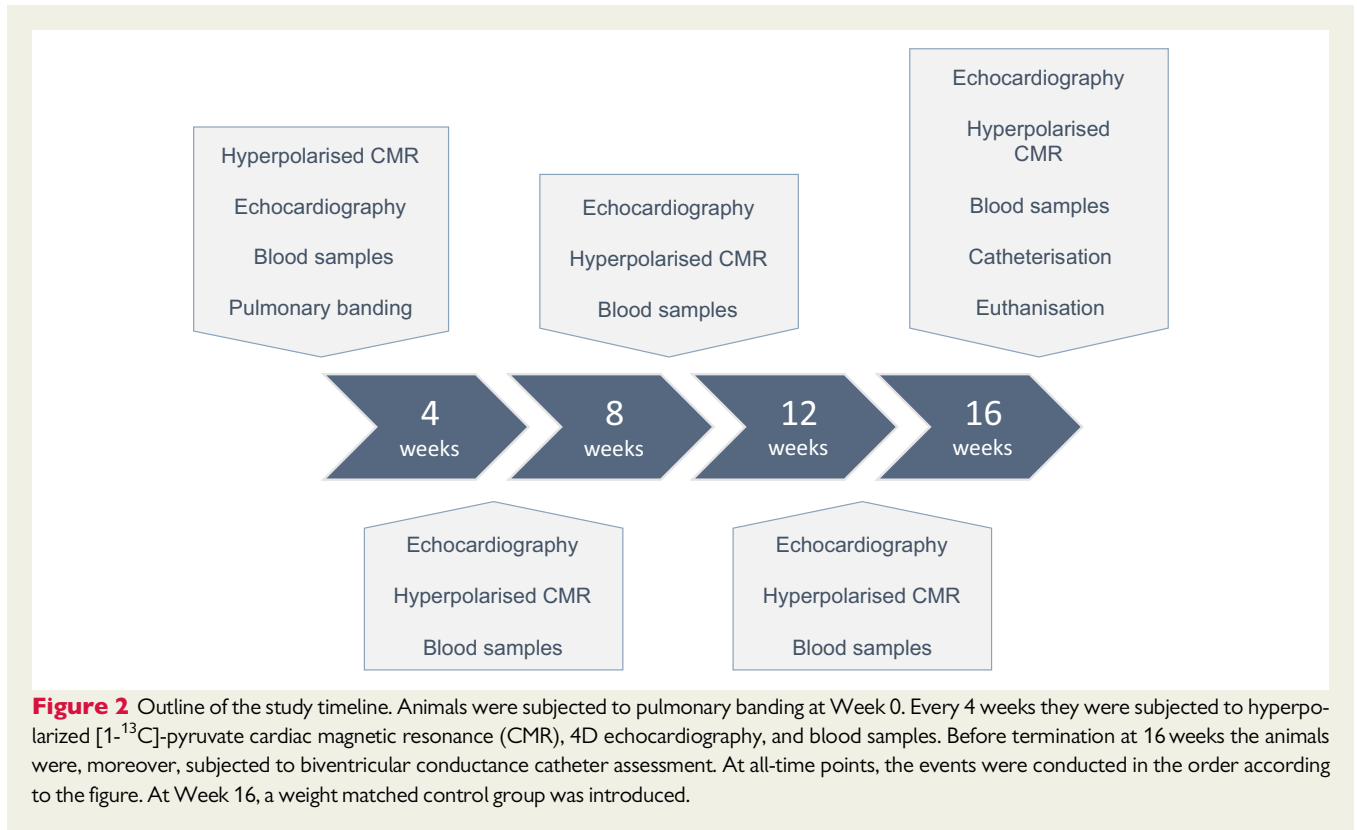 Hyperpolarised CMR
Echocardiography
Blood samples
Pulmonary banding
Echocardiography
Hyperpolarised CMR
Blood samples
Echocardiography
Hyperpolarised
CMR
Blood samples
Catheterisation
Euthanisation
4
weeks
8
weeks
12
weeks
16
weeks
Echocardiography
Hyperpolarised CMR
Blood samples
Echocardiography
Hyperpolarised CMR
Blood samples
Figure 2 Outline of the study timeline. Animals were subjected to pulmonary banding at Week 0. Every 4 weeks they were subjected to hyperpo-
larized [1-¹³C]-pyruvate cardiac magnetic resonance (CMR), 4D echocardiography, and blood samples. Before termination at 16 weeks the animals
were, moreover, subjected to biventricular conductance catheter assessment. At all-time points, the events were conducted in the order according
to the figure. At Week 16, a weight matched control group was introduced.